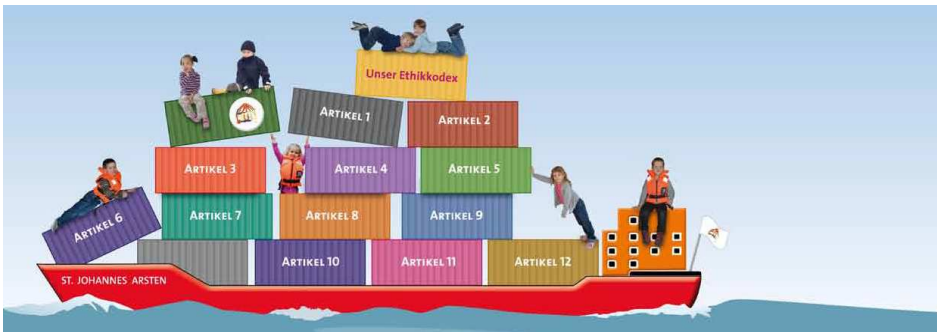 Unser Ethikkodex
ARTIKEL 1
ARTIKEL 2
ARTIKEL 3
ARTIKEL 4
ARTIKEL 5
ARTIKEL 6
ARTIKEL 7
ARTIKEL 8
ARTIKEL 9
ARTIKEL 10
ARTIKEL 11
ARTIKEL 12
ST. JOHANNES ARSTEN